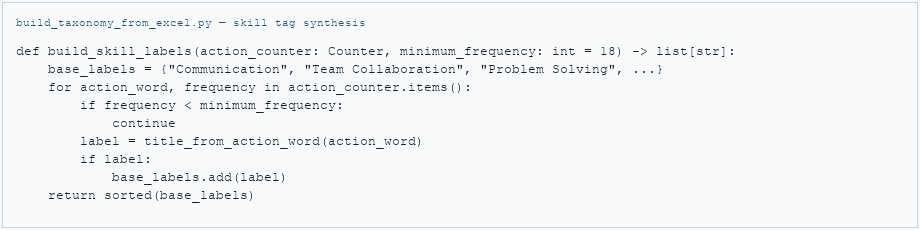 build_taxonomy_from_excel.py — skill tag synthesis
def build_skill_labels(action_counter: Counter, minimum_frequency: int = 18) -> list[str]:
    base_labels = {"Communication", "Team Collaboration", "Problem Solving", ...}
    for action_word, frequency in action_counter.items():
        if frequency < minimum_frequency:
            continue
        label = title_from_action_word(action_word)
        if label:
            base_labels.add(label)
    return sorted(base_labels)